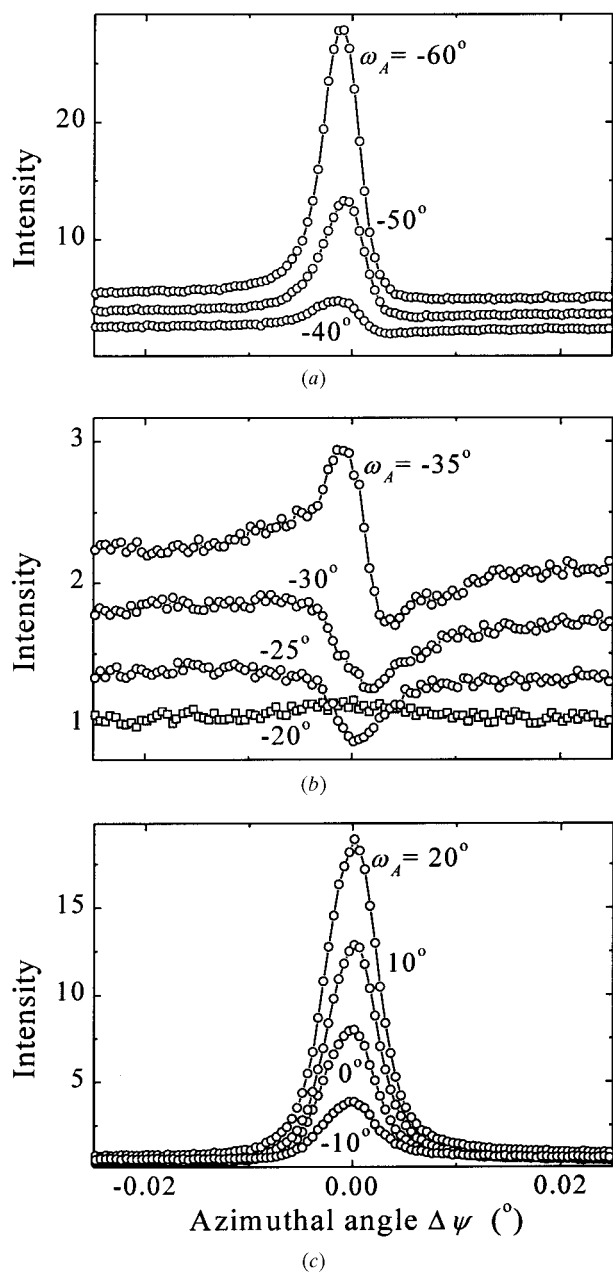 Intensity
20
10
ω_A = -60°
-50°
-40°
(a)
Intensity
3
2
1
ω_A = -35°
-30°
-25°
-20°
(b)
Intensity
15
10
5
ω_A = 20°
10°
0°
-10°
-0.02 0.00 0.02
Azimuthal angle Δψ (°)
(c)